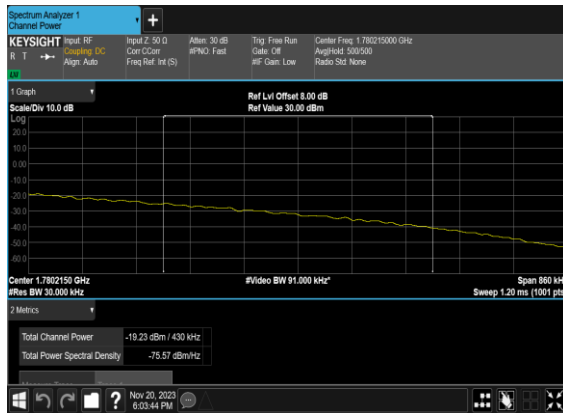 Spectrum Analyzer 1
Channel Power
+
KEYSIGHT
R T
Input: RF
Coupling: DC
Align: Auto
Input Z: 50 Ω
Corr CCorr
Freq Ref: Int (S)
Atten: 30 dB
#PNO: Fast
Trig: Free Run
Gate: Off
#IF Gain: Low
Center Freq: 1.780215000 GHz
Avg|Hold: 500/500
Radio Std: None
1 Graph
Scale/Div 10.0 dB
Ref Lvl Offset 8.00 dB
Ref Value 30.00 dBm
Log
20.0
10.0
0.00
-10.0
-20.0
-30.0
-40.0
-50.0
-60.0
Center 1.7802150 GHz
#Res BW 30.000 kHz
#Video BW 91.000 kHz*
Span 860 kH
Sweep 1.20 ms (1001 pts
2 Metrics
Total Channel Power -19.23 dBm / 430 kHz
Total Power Spectral Density -75.57 dBm/Hz
?
Nov 20, 2023
6:03:44 PM